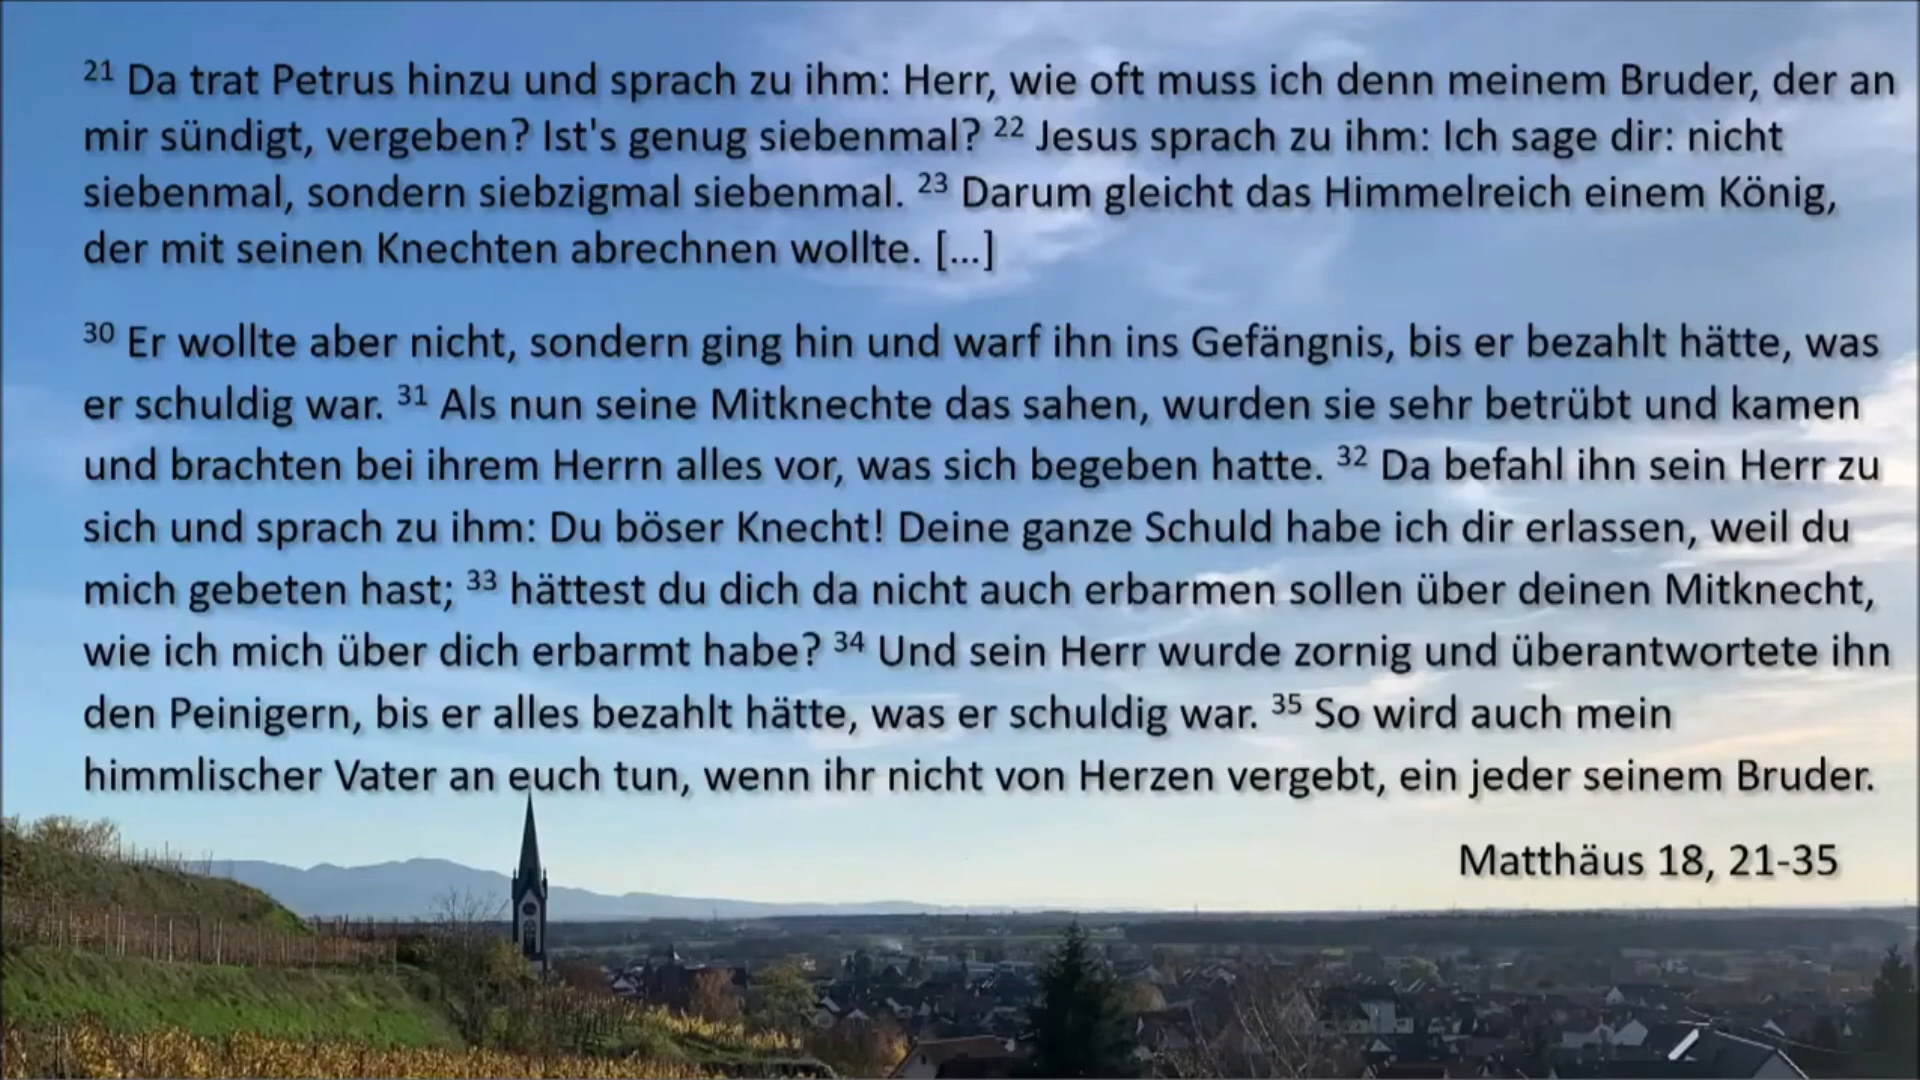 21 Da trat Petrus hinzu und sprach zu ihm: Herr, wie oft muss ich denn meinem Bruder, der an
mir sündigt, vergeben? Ist's genug siebenmal? 22 Jesus sprach zu ihm: Ich sage dir: nicht
siebenmal, sondern siebzigmal siebenmal. 23 Darum gleicht das Himmelreich einem König,
der mit seinen Knechten abrechnen wollte. [...]
30 Er wollte aber nicht, sondern ging hin und warf ihn ins Gefängnis, bis er bezahlt hätte, was
er schuldig war. 31 Als nun seine Mitknechte das sahen, wurden sie sehr betrübt und kamen
und brachten bei ihrem Herrn alles vor, was sich begeben hatte. 32 Da befahl ihn sein Herr zu
sich und sprach zu ihm: Du böser Knecht! Deine ganze Schuld habe ich dir erlassen, weil du
mich gebeten hast; 33 hättest du dich da nicht auch erbarmen sollen über deinen Mitknecht,
wie ich mich über dich erbarmt habe? 34 Und sein Herr wurde zornig und überantwortete ihn
den Peinigern, bis er alles bezahlt hätte, was er schuldig war. 35 So wird auch mein
himmlischer Vater an euch tun, wenn ihr nicht von Herzen vergebt, ein jeder seinem Bruder.
Matthäus 18, 21-35